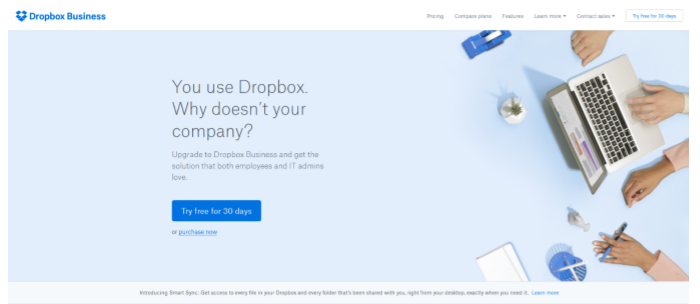 Dropbox Business
Pricing Compare plans Features Learn more Contact sales Try free for 30 days
You use Dropbox.
Why doesn't your
company?
Upgrade to Dropbox Business and get the
solution that both employees and IT admins
love.
Try free for 30 days
or purchase now
Introducing Smart Sync: Get access to every file in your Dropbox and every folder that's been shared with you, right from your desktop, exactly when you need it. Learn more